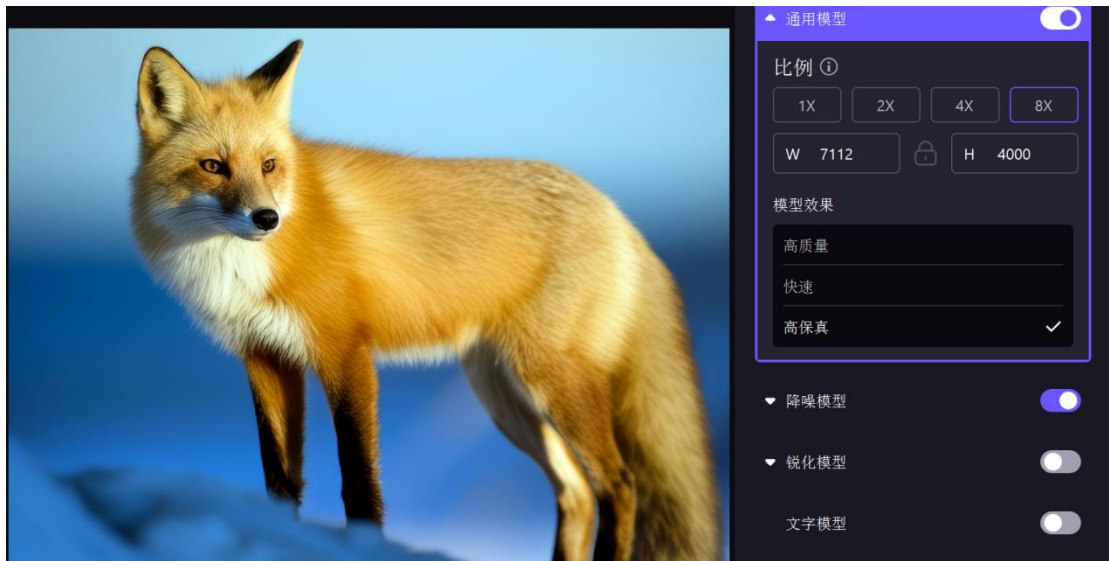 通用模型
比例
1X 2X 4X 8X
W 7112 H 4000
模型效果
高质量
快速
高保真
降噪模型
锐化模型
文字模型